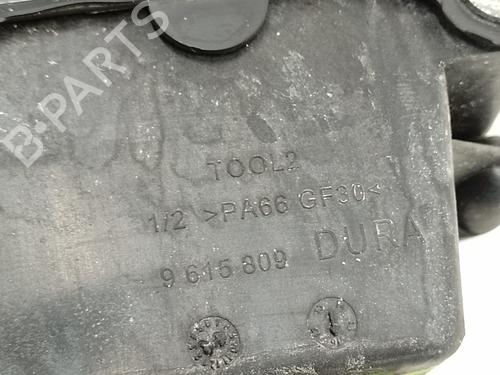 B-PARTS
TOOL2
1/2 >PA66 GF30<
9 615 809 DURA